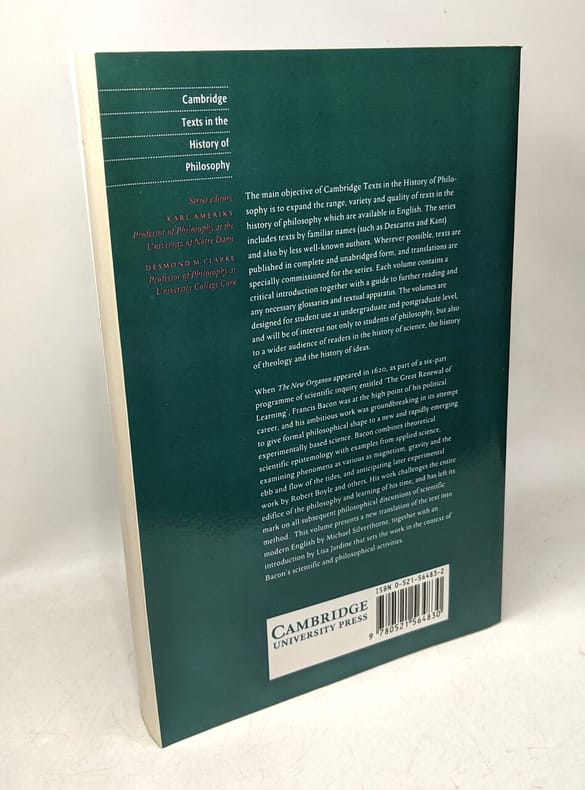 Cambridge
Texts in the
History of
Philosophy
Series editors
KARL AMERIKS
Professor of Philosophy at the
University of Notre Dame
DESMOND M. CLARKE
Professor of Philosophy at
University College Cork
The main objective of Cambridge Texts in the History of Philo-
sophy is to expand the range, variety and quality of texts in the
history of philosophy which are available in English. The series
includes texts by familiar names (such as Descartes and Kant)
and also by less well-known authors. Wherever possible, texts are
published in complete and unabridged form, and translations are
specially commissioned for the series. Each volume contains a
critical introduction together with a guide to further reading and
any necessary glossaries and textual apparatus. The volumes are
designed for student use at undergraduate and postgraduate level,
and will be of interest not only to students of philosophy, but also
to a wider audience of readers in the history of science, the history
of theology and the history of ideas.
When The New Organon appeared in 1620, as part of a six-part
programme of scientific inquiry entitled 'The Great Renewal of
Learning', Francis Bacon was at the high point of his political
career, and his ambitious work was groundbreaking in its attempt
to give formal philosophical shape to a new and rapidly emerging
experimentally based science. Bacon combines theoretical
scientific epistemology with examples from applied science,
examining phenomena as various as magnetism, gravity and the
ebb and flow of the tides, and anticipating later experimental
work by Robert Boyle and others. His work challenges the entire
edifice of the philosophy and learning of his time, and has left its
mark on all subsequent philosophical discussions of scientific
method. This volume presents a new translation of the text into
modern English by Michael Silverthorne, together with an
introduction by Lisa Jardine that sets the work in the context of
Bacon's scientific and philosophical activities.
CAMBRIDGE
UNIVERSITY PRESS
ISBN 0-521-56483-2
9 780521 564830